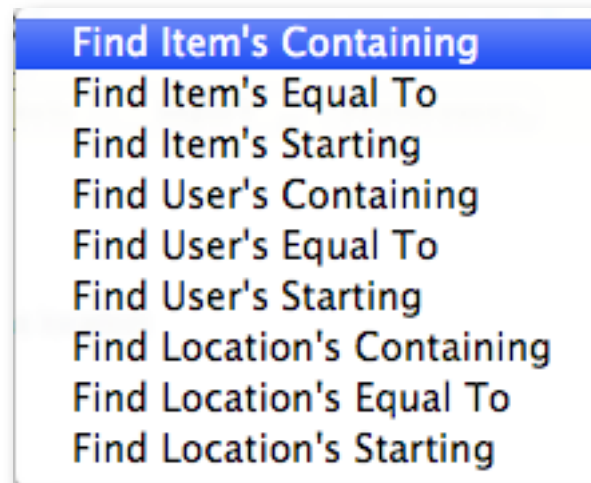 Find Item's Containing
Find Item's Equal To
Find Item's Starting
Find User's Containing
Find User's Equal To
Find User's Starting
Find Location's Containing
Find Location's Equal To
Find Location's Starting